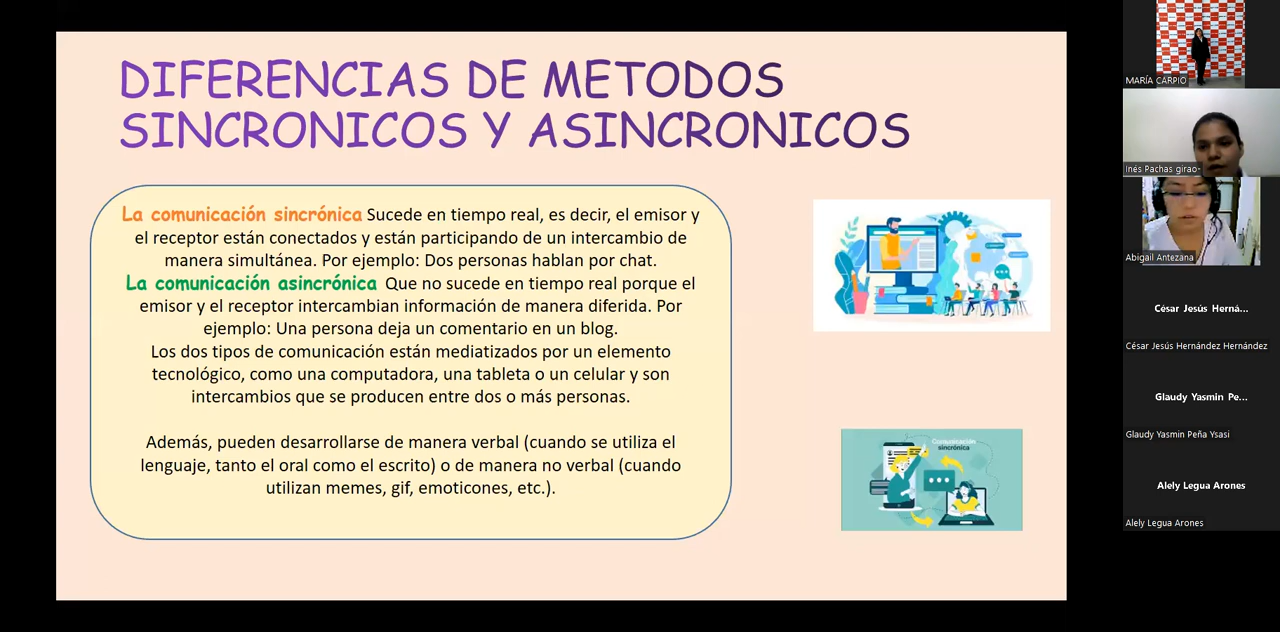 DIFERENCIAS DE METODOS
SINCRONICOS Y ASINCRONICOS
La comunicación sincrónica Sucede en tiempo real, es decir, el emisor y
el receptor están conectados y están participando de un intercambio de
manera simultánea. Por ejemplo: Dos personas hablan por chat.
La comunicación asincrónica Que no sucede en tiempo real porque el
emisor y el receptor intercambian información de manera diferida. Por
ejemplo: Una persona deja un comentario en un blog.
Los dos tipos de comunicación están mediatizados por un elemento
tecnológico, como una computadora, una tableta o un celular y son
intercambios que se producen entre dos o más personas.
Además, pueden desarrollarse de manera verbal (cuando se utiliza el
lenguaje, tanto el oral como el escrito) o de manera no verbal (cuando
utilizan memes, gif, emoticones, etc.).
Comunicación
sincrónica
MARÍA CARPIO
Inés Pachas girao-
Abigail Antezana
César Jesús Herná...
César Jesús Hernández Hernández
Glaudy Yasmin Pe...
Glaudy Yasmin Peña Ysasi
Alely Legua Arones
Alely Legua Arones